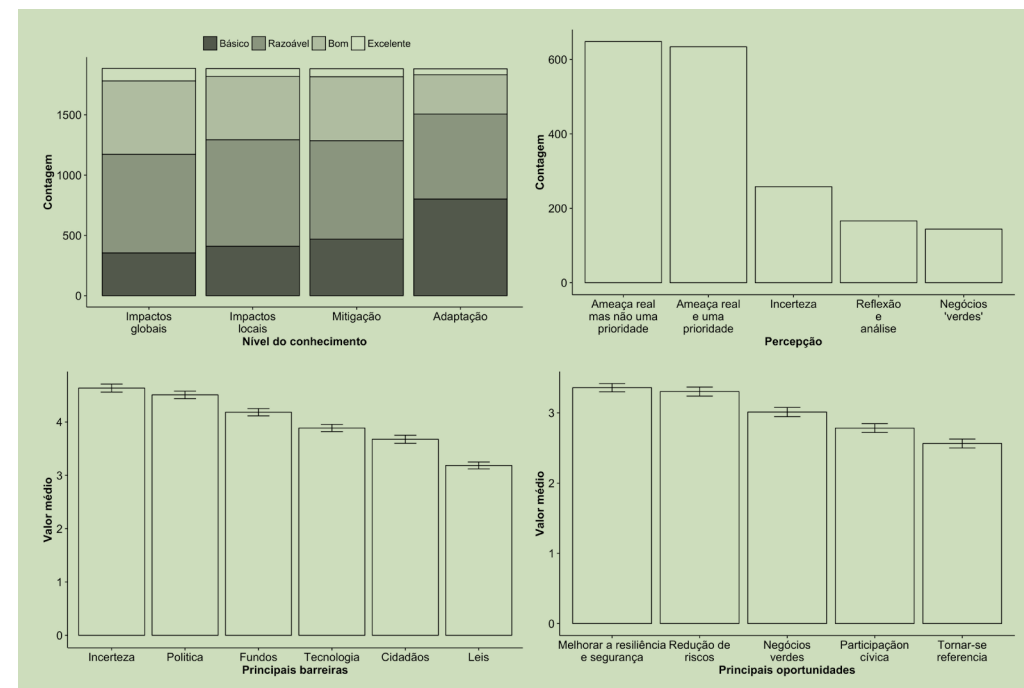 Básico Razoável Bom Excelente
1500
1000
500
0
Contagem
Impactos globais
Impactos locais
Mitigação
Adaptação
Nível do conhecimento
600
400
200
0
Contagem
Ameaça real mas não uma prioridade
Ameaça real e uma prioridade
Incerteza
Reflexão e análise
Negócios 'verdes'
Percepção
4
3
2
1
0
Valor médio
Incerteza Politica Fundos Tecnologia Cidadãos Leis
Principais barreiras
3
2
1
0
Valor médio
Melhorar a resiliência e segurança
Redução de riscos
Negócios verdes
Participaçãon cívica
Tornar-se referencia
Principais oportunidades